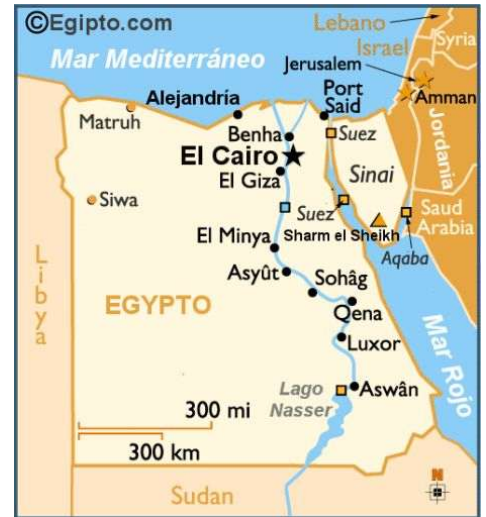 ©Egipto.com
Lebano
Mar Mediterráneo
Israel
Syria
Jerusalem
Alejandría
Port
Said
Amman
Matruh
Benha
Suez
El Cairo
El Giza
Sinai
Jordania
Siwa
Suez
Saud
Arabia
El Minya
Sharm el Sheikh
Aqaba
Libya
Asyût
Sohâg
EGYPTO
Qena
Mar Rojo
Luxor
Lago
Nasser
Aswân
300 mi
300 km
Sudan
N